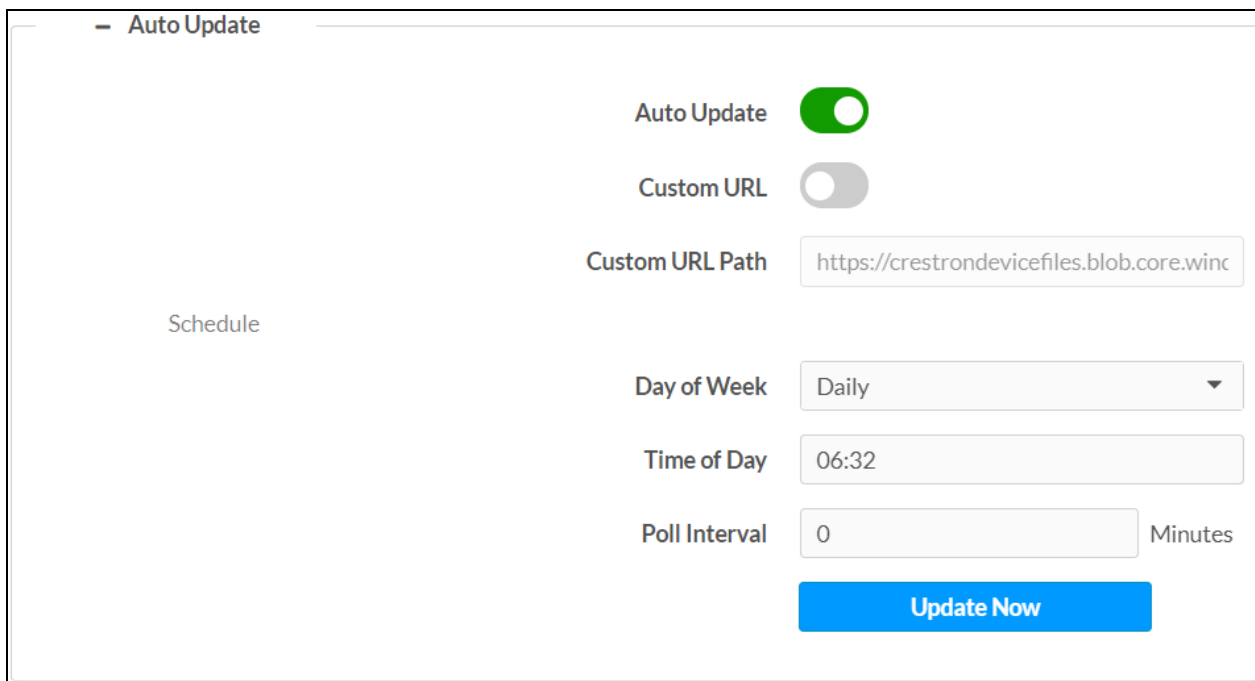 Auto Update
Auto Update
Custom URL
Custom URL Path https://crestrondevicefiles.blob.core.winc
Schedule
Day of Week Daily
Time of Day 06:32
Poll Interval 0 Minutes
Update Now